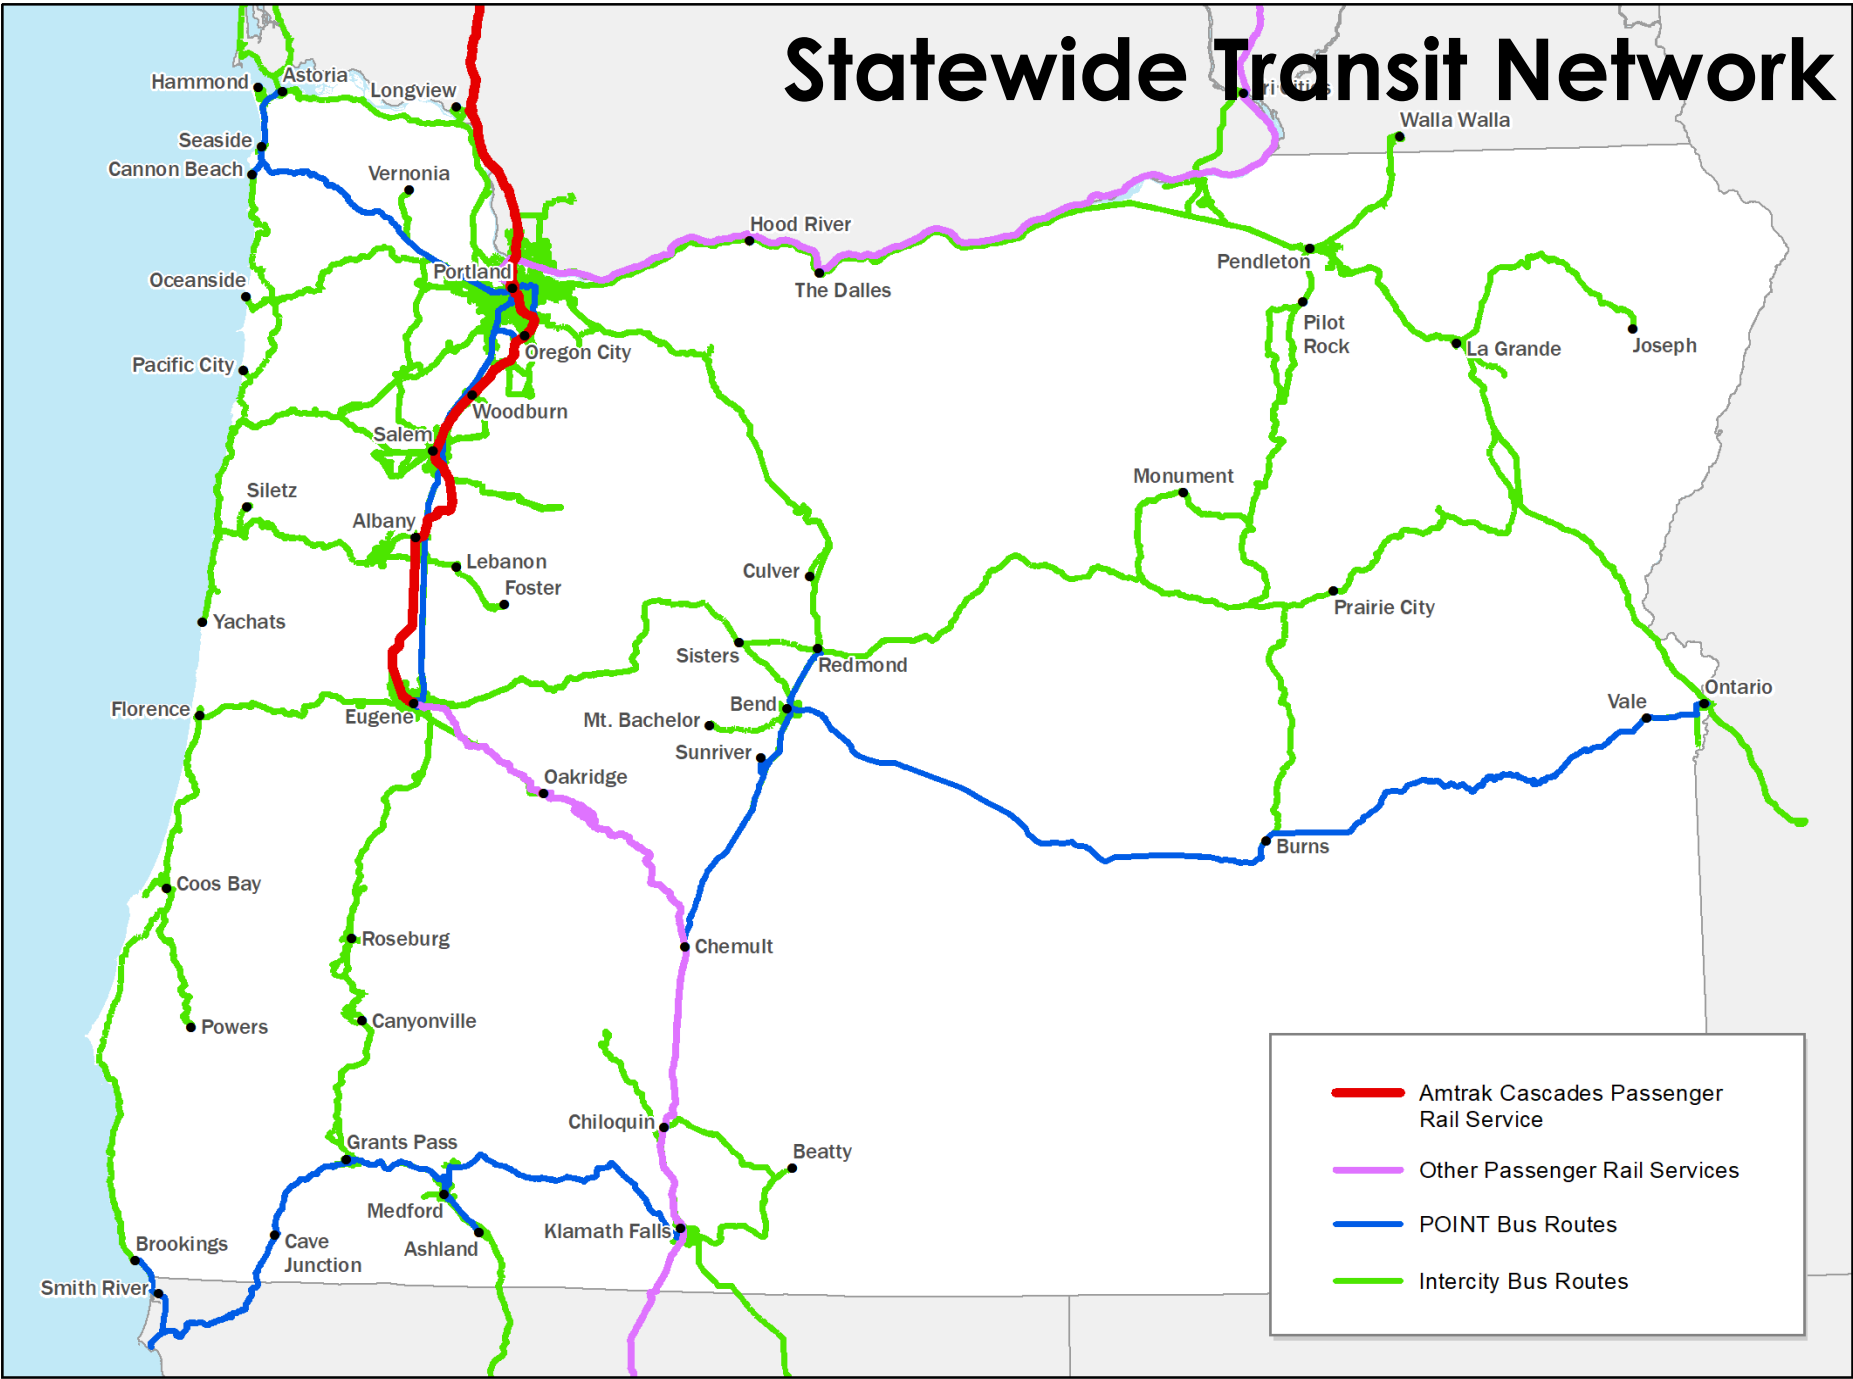 Statewide Transit Network
Hammond
Astoria
Longview
Walla Walla
Seaside
Cannon Beach
Vernonia
Hood River
Pendleton
Portland
Oceanside
The Dalles
Pilot
Rock
Oregon City
La Grande
Joseph
Pacific City
Woodburn
Salem
Monument
Siletz
Albany
Lebanon
Culver
Foster
Prairie City
Yachats
Sisters
Redmond
Ontario
Florence
Eugene
Bend
Vale
Mt. Bachelor
Sunriver
Oakridge
Burns
Coos Bay
Roseburg
Chemult
Powers
Canyonville
Chiloquin
Grants Pass
Beatty
Medford
Klamath Falls
Ashland
Brookings
Cave
Junction
Smith River
Amtrak Cascades Passenger
Rail Service
Other Passenger Rail Services
POINT Bus Routes
Intercity Bus Routes